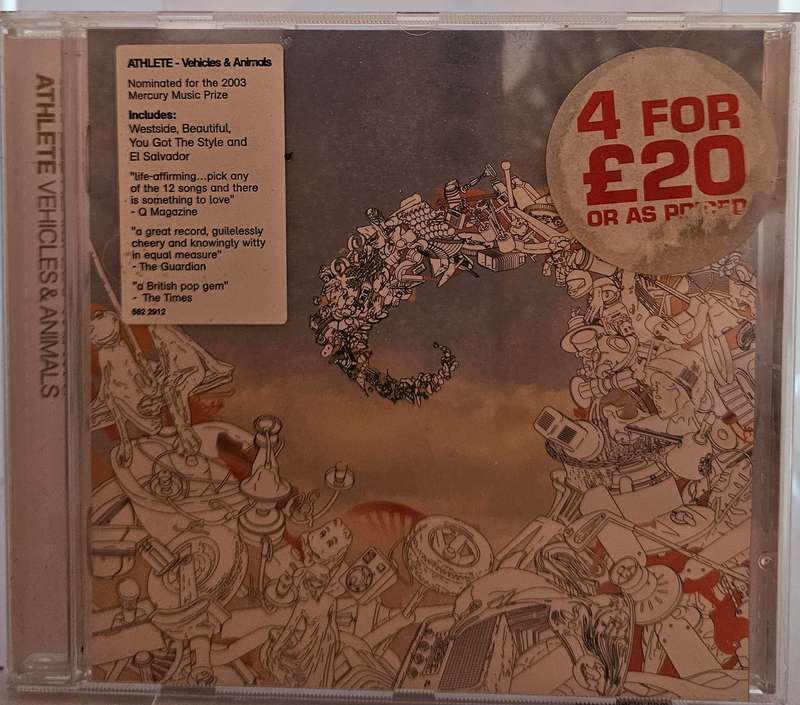 ATHLETE VEHICLES & ANIMALS
ATHLETE - Vehicles & Animals
Nominated for the 2003
Mercury Music Prize
Includes:
Westside, Beautiful,
You Got The Style and
El Salvador
"life-affirming...pick any
of the 12 songs and there
is something to love"
- Q Magazine
"a great record, guilelessly
cheery and knowingly witty
in equal measure"
- The Guardian
"a British pop gem"
- The Times
582 2912
4 FOR
£20
OR AS PRICED